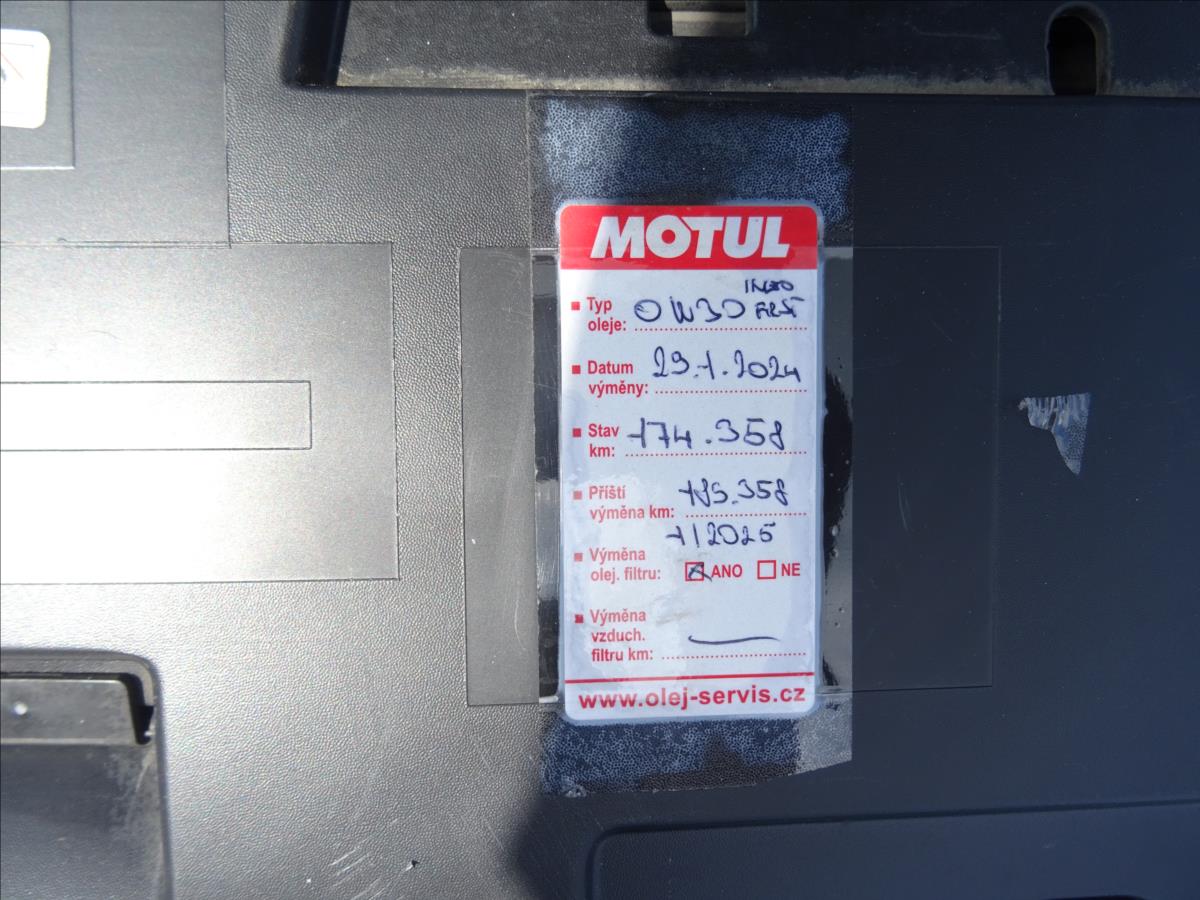 MOTUL
Typ
oleje: 0W30
Datum
výměny: 29.1.2024
Stav
km: 174.358
Příští
výměna km: 189.358
1/2025
Výměna
olej. filtru: ANO NE
Výměna
vzduch.
filtru km:
www.olej-servis.cz